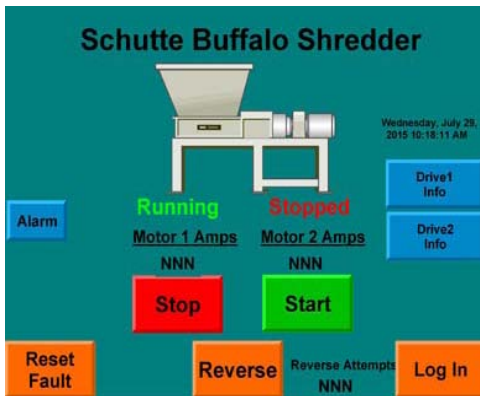 Schutte Buffalo Shredder
Wednesday, July 29,
2015 10:18:11 AM
Drive1
Info
Running
Stopped
Alarm
Drive2
Info
Motor 1 Amps
Motor 2 Amps
NNN
NNN
Stop
Start
Reset
Fault
Reverse
Reverse Attempts
NNN
Log In